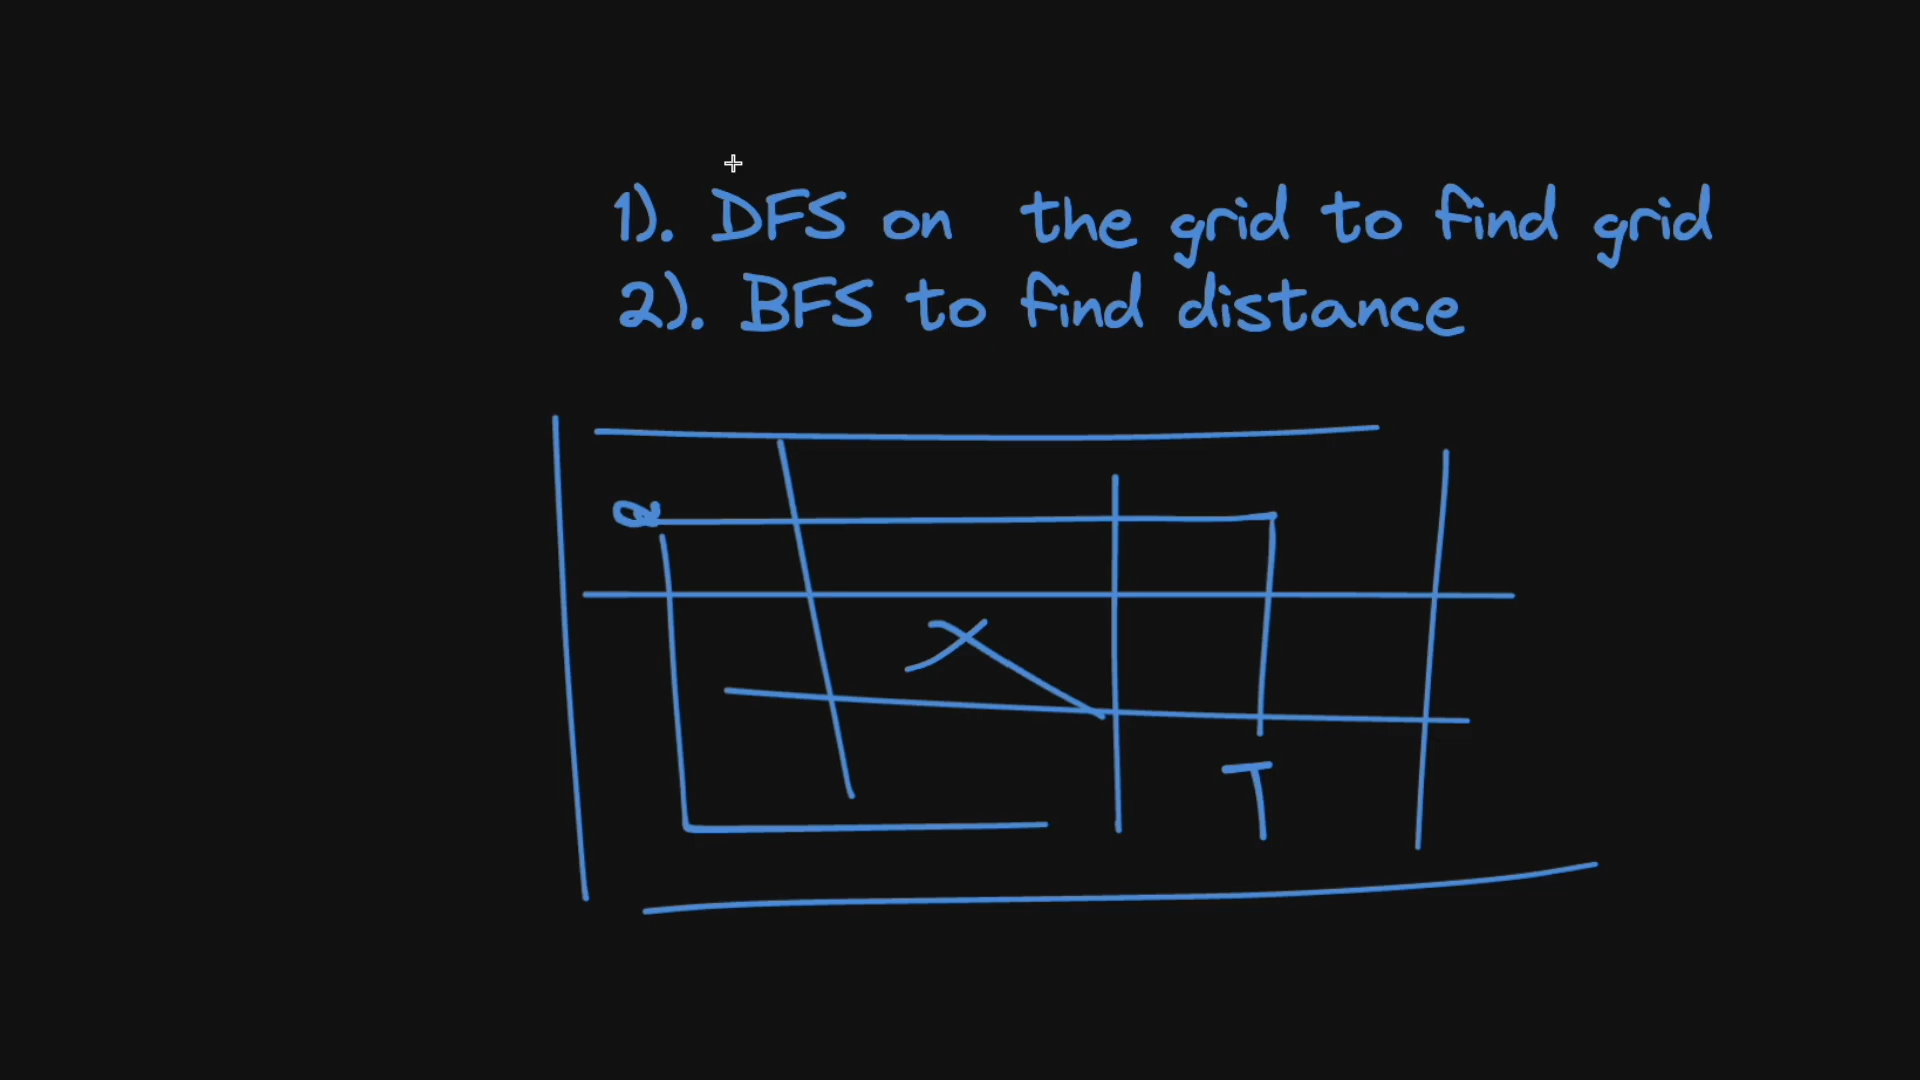 1). DFS on the grid to find grid
2). BFS to find distance
X
T